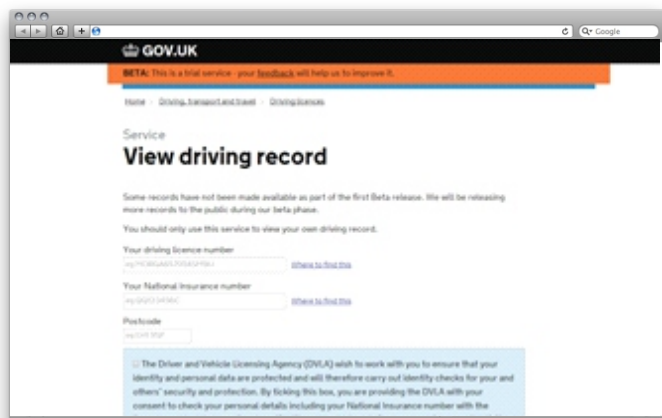 Google
GOV.UK
BETA: This is a trial service - your feedback will help us to improve it.
Home Driving, transport and travel Driving licences
Service
View driving record
Some records have not been made available as part of the first Beta release. We will be releasing
more records to the public during our beta phase.
You should only use this service to view your own driving record.
Your driving licence number
Where to find this
Your National Insurance number
Where to find this
Postcode
The Driver and Vehicle Licensing Agency (DVLA) wish to work with you to ensure that your
identity and personal data are protected and will therefore carry out identity checks for your and
others' security and protection. By ticking this box, you are providing the DVLA with your
consent to check your personal details including your National Insurance number with the